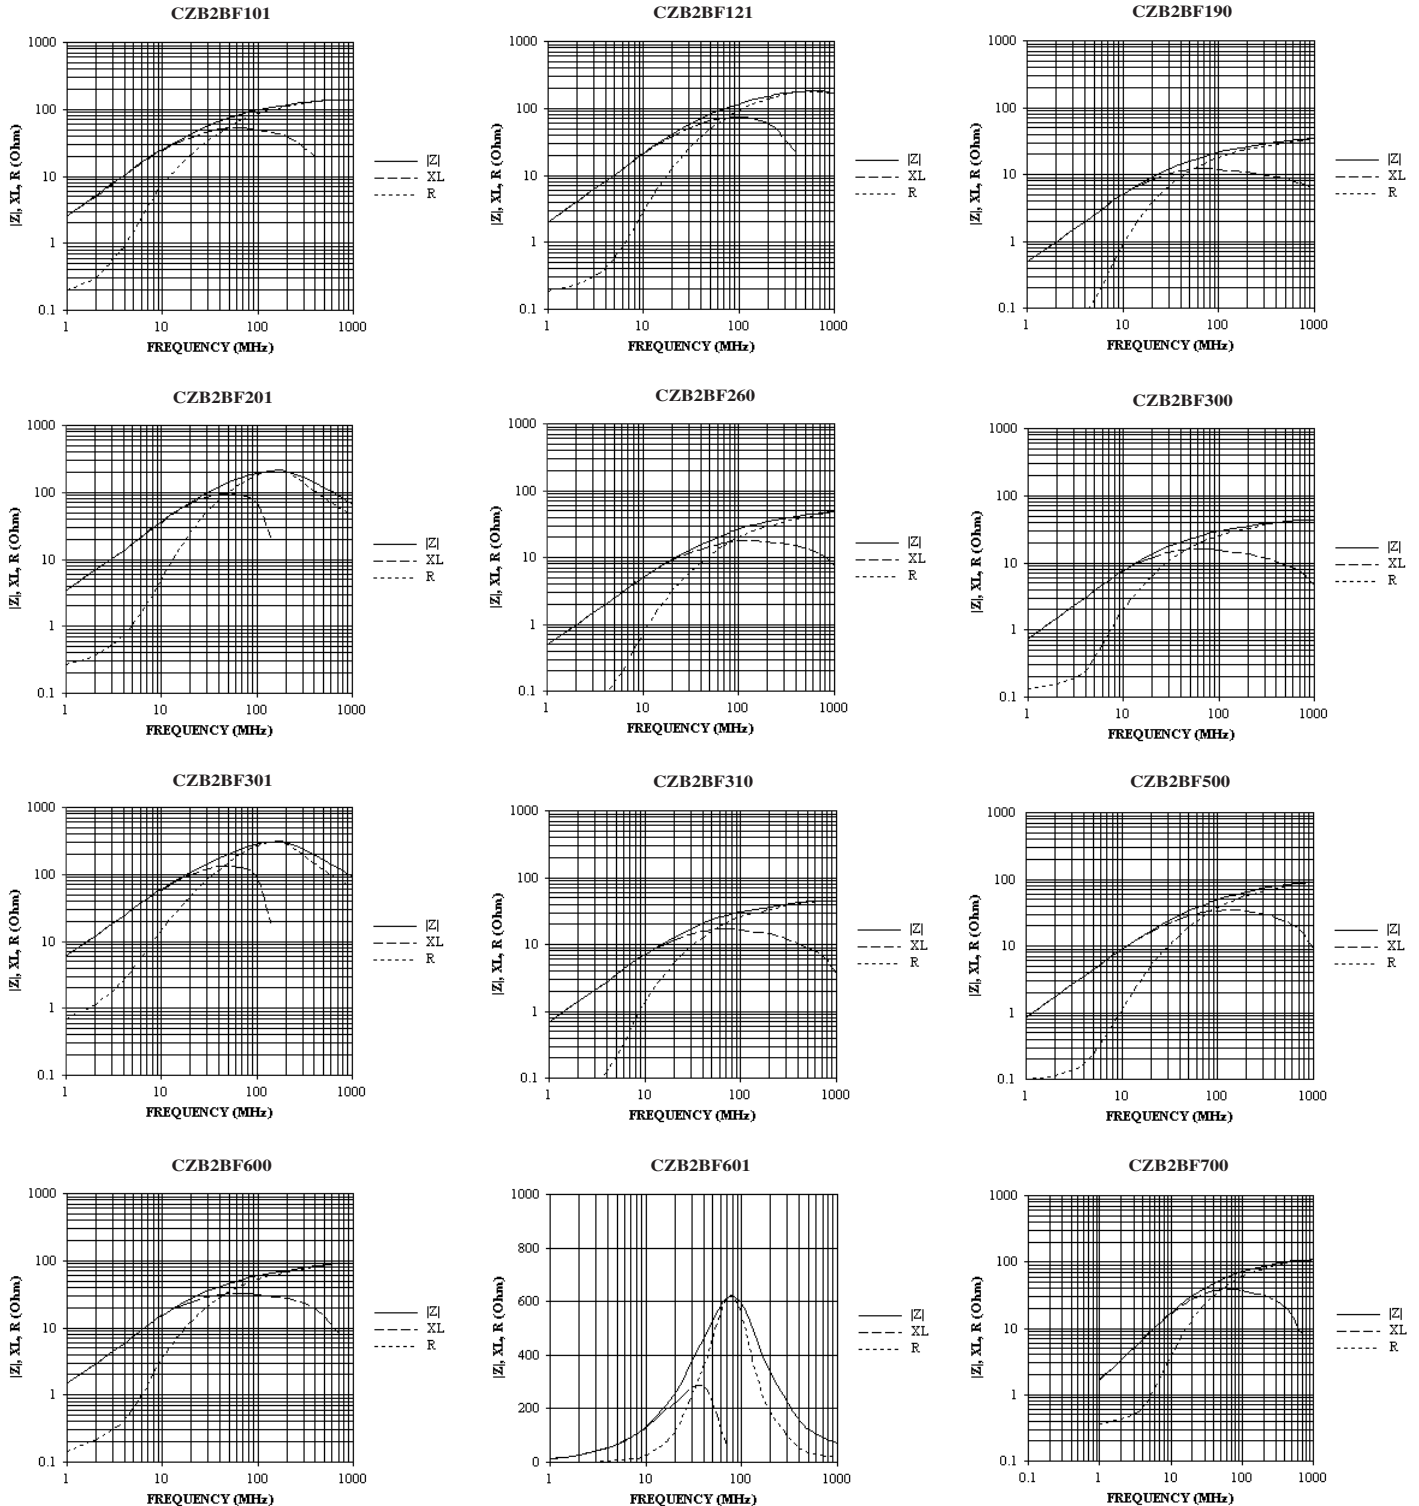 CZB2BF101
|Z|, XL, R (Ohm)
1000
100
10
1
0.1
1 10 100 1000
FREQUENCY (MHz)
|Z|
XL
R
CZB2BF121
|Z|, XL, R (Ohm)
1000
100
10
1
0.1
1 10 100 1000
FREQUENCY (MHz)
|Z|
XL
R
CZB2BF190
|Z|, XL, R (Ohm)
1000
100
10
1
0.1
1 10 100 1000
FREQUENCY (MHz)
|Z|
XL
R
CZB2BF201
|Z|, XL, R (Ohm)
1000
100
10
1
0.1
1 10 100 1000
FREQUENCY (MHz)
|Z|
XL
R
CZB2BF260
|Z|, XL, R (Ohm)
1000
100
10
1
0.1
1 10 100 1000
FREQUENCY (MHz)
|Z|
XL
R
CZB2BF300
|Z|, XL, R (Ohm)
1000
100
10
1
0.1
1 10 100 1000
FREQUENCY (MHz)
|Z|
XL
R
CZB2BF301
|Z|, XL, R (Ohm)
1000
100
10
1
0.1
1 10 100 1000
FREQUENCY (MHz)
|Z|
XL
R
CZB2BF310
|Z|, XL, R (Ohm)
1000
100
10
1
0.1
1 10 100 1000
FREQUENCY (MHz)
|Z|
XL
R
CZB2BF500
|Z|, XL, R (Ohm)
1000
100
10
1
0.1
1 10 100 1000
FREQUENCY (MHz)
|Z|
XL
R
CZB2BF600
|Z|, XL, R (Ohm)
1000
100
10
1
0.1
1 10 100 1000
FREQUENCY (MHz)
|Z|
XL
R
CZB2BF601
|Z|, XL, R (Ohm)
1000
800
600
400
200
0
1 10 100 1000
FREQUENCY (MHz)
|Z|
XL
R
CZB2BF700
|Z|, XL, R (Ohm)
1000
100
10
1
0.1
0.1 1 10 100 1000
FREQUENCY (MHz)
|Z|
XL
R